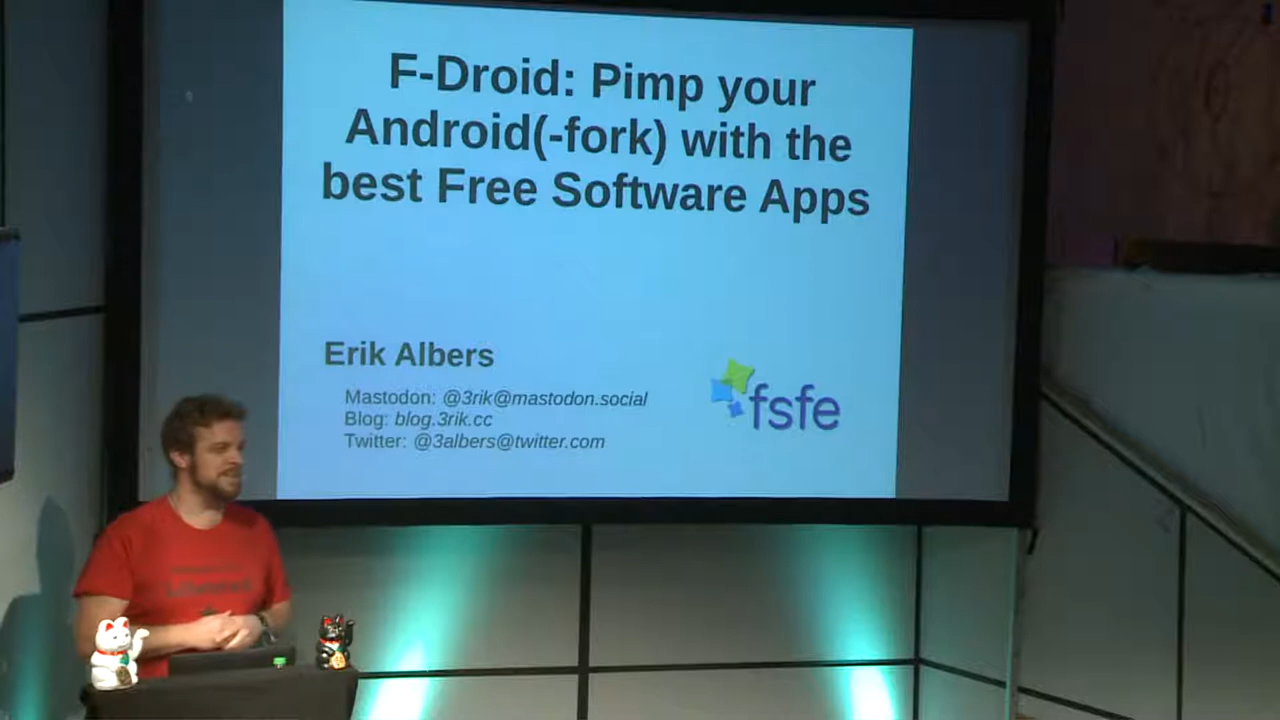 F-Droid: Pimp your
Android(-fork) with the
best Free Software Apps
Erik Albers
Mastodon: @3rik@mastodon.social
Blog: blog.3rik.cc
Twitter: @3albers@twitter.com
fsfe